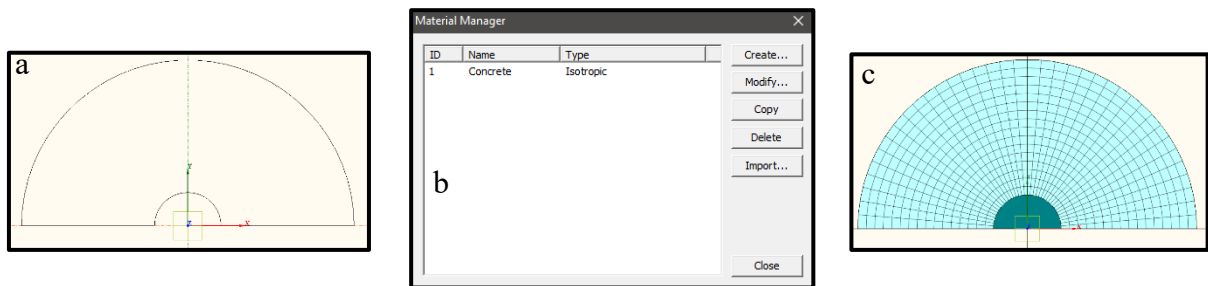 a
Y
X
Z
Material Manager
ID Name Type
1 Concrete Isotropic
Create...
Modify...
Copy
Delete
Import...
Close
b
c
X